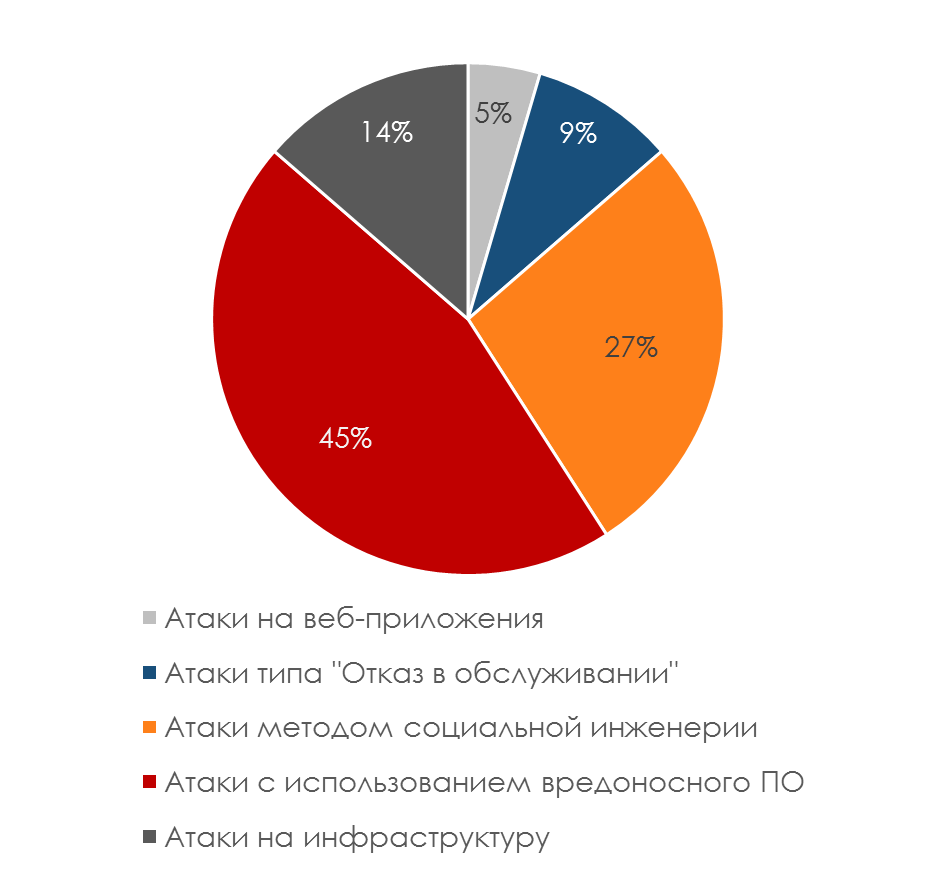 5%
9%
14%
27%
45%
Атаки на веб-приложения
Атаки типа "Отказ в обслуживании"
Атаки методом социальной инженерии
Атаки с использованием вредоносного ПО
Атаки на инфраструктуру